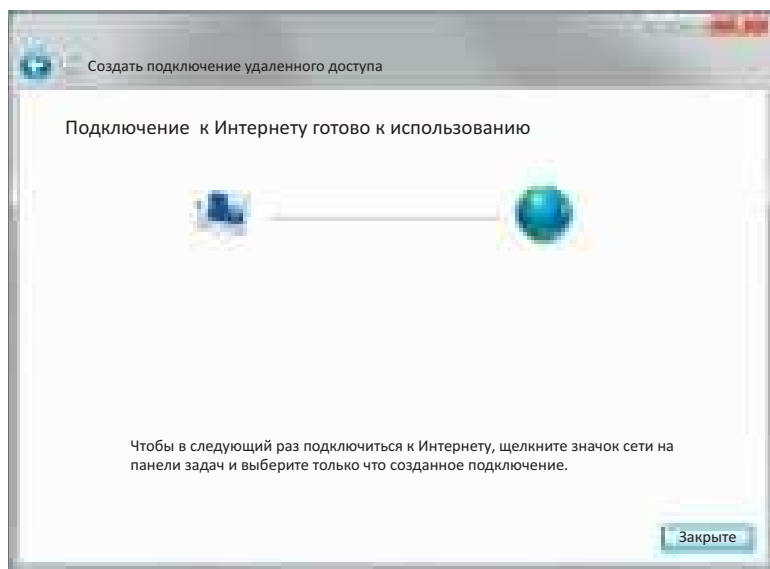 Создать подключение удаленного доступа
Подключение к Интернету готово к использованию
Чтобы в следующий раз подключиться к Интернету, щелкните значок сети на
панели задач и выберите только что созданное подключение.
Закрыте